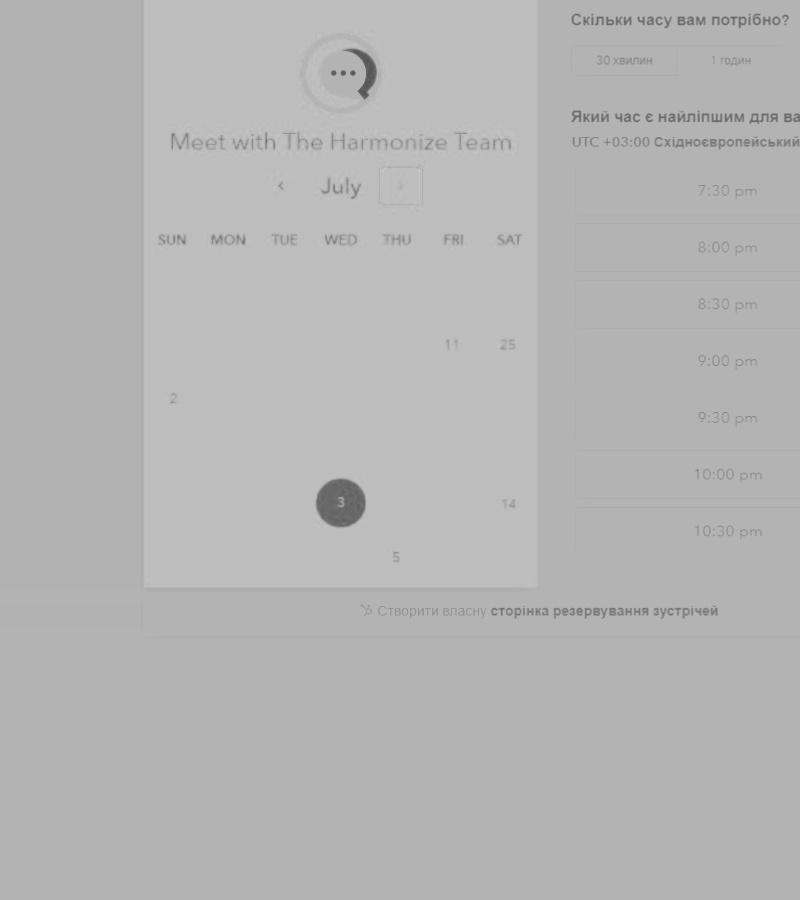 Meet with The Harmonize Team
July
SUN MON TUE WED THU FRI SAT
11 25
2
3 14
5
Скільки часу вам потрібно?
30 хвилин 1 годин
Який час є найліпшим для ва
UTC +03:00 Східноєвропейський
7:30 pm
8:00 pm
8:30 pm
9:00 pm
9:30 pm
10:00 pm
10:30 pm
Створити власну сторінка резервування зустрічей